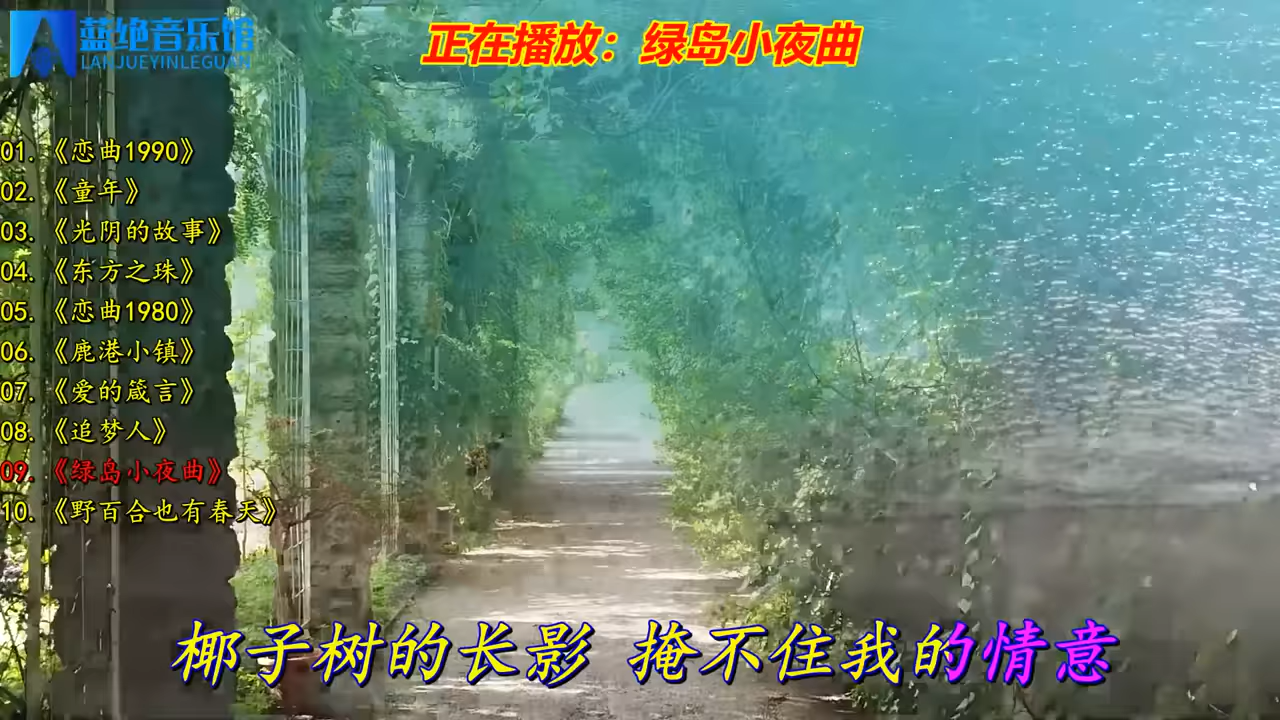 蓝绝音乐馆
LANJUEYINLEGUAN
正在播放：绿岛小夜曲
01.《恋曲1990》
02.《童年》
03.《光阴的故事》
04.《东方之珠》
05.《恋曲1980》
06.《鹿港小镇》
07.《爱的箴言》
08.《追梦人》
09.《绿岛小夜曲》
10.《野百合也有春天》
椰子树的长影 掩不住我的情意